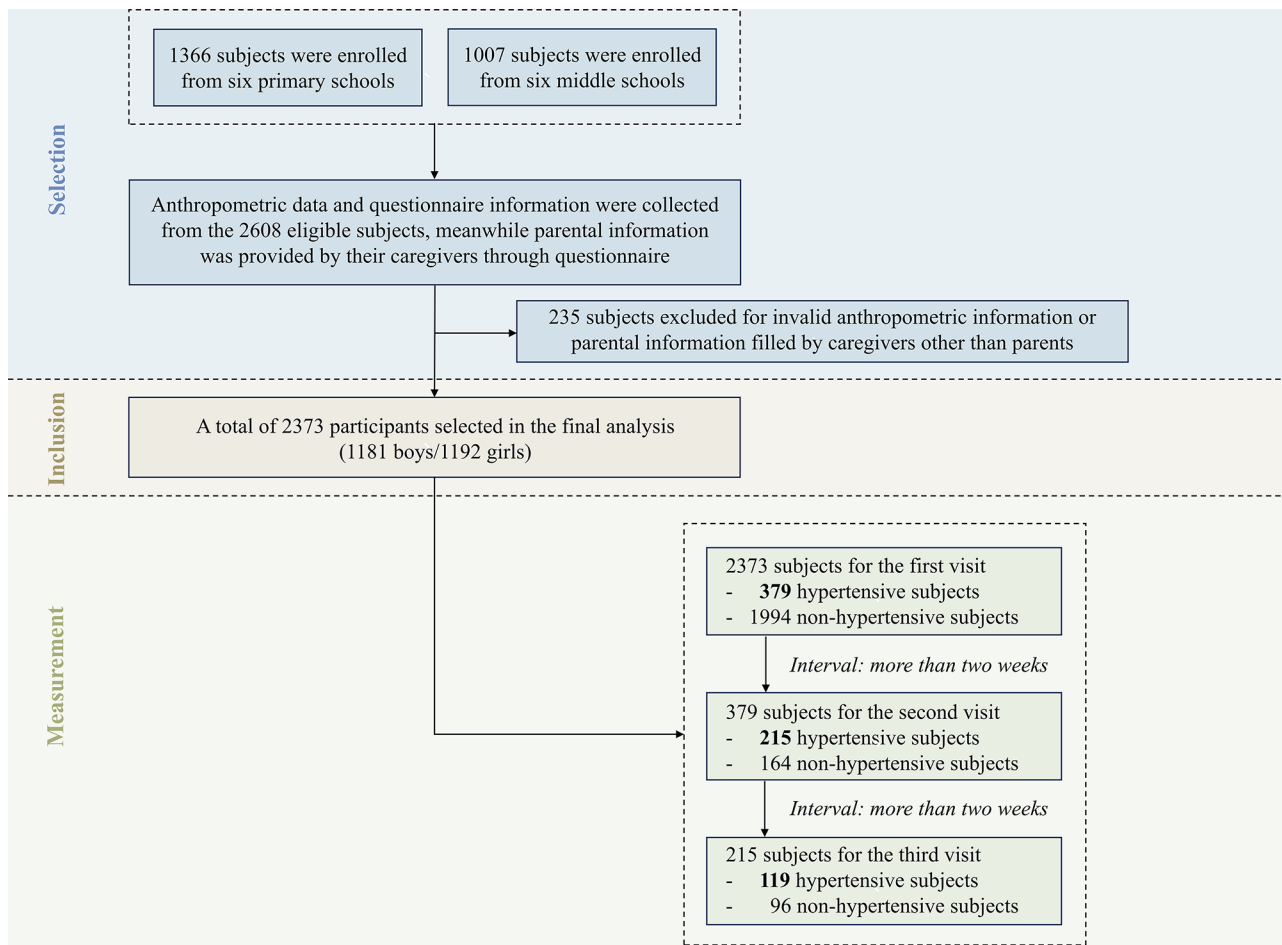 Selection
1366 subjects were enrolled
from six primary schools
1007 subjects were enrolled
from six middle schools
Anthropometric data and questionnaire information were collected
from the 2608 eligible subjects, meanwhile parental information
was provided by their caregivers through questionnaire
235 subjects excluded for invalid anthropometric information or
parental information filled by caregivers other than parents
Inclusion
A total of 2373 participants selected in the final analysis
(1181 boys/1192 girls)
Measurement
2373 subjects for the first visit
- 379 hypertensive subjects
- 1994 non-hypertensive subjects
Interval: more than two weeks
379 subjects for the second visit
- 215 hypertensive subjects
- 164 non-hypertensive subjects
Interval: more than two weeks
215 subjects for the third visit
- 119 hypertensive subjects
- 96 non-hypertensive subjects